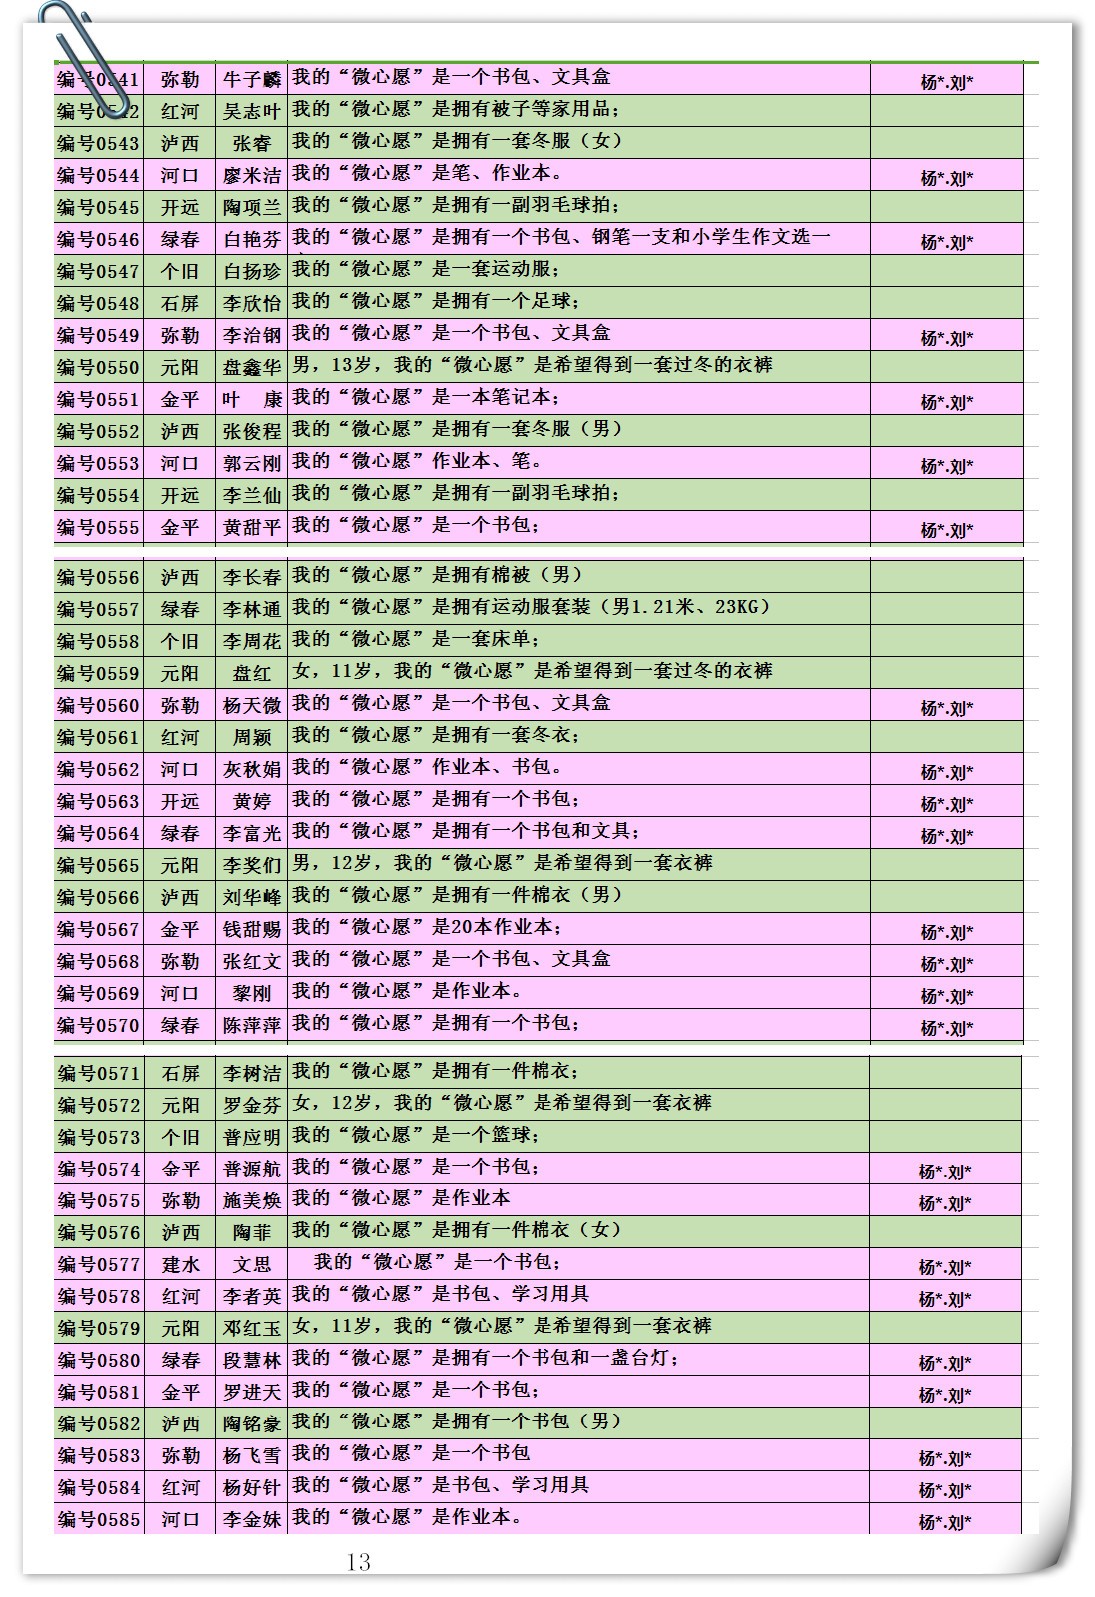 编号0541 弥勒 牛子麟 我的“微心愿”是一个书包、文具盒 杨*.刘*
编号0542 红河 吴志叶 我的“微心愿”是拥有被子等家用品；
编号0543 泸西 张睿 我的“微心愿”是拥有一套冬服（女）
编号0544 河口 廖米洁 我的“微心愿”是笔、作业本。 杨*.刘*
编号0545 开远 陶项兰 我的“微心愿”是拥有一副羽毛球拍；
编号0546 绿春 白艳芬 我的“微心愿”是拥有一个书包、钢笔一支和小学生作文选一 杨*.刘*
编号0547 个旧 白扬珍 我的“微心愿”是一套运动服；
编号0548 石屏 李欣怡 我的“微心愿”是拥有一个足球；
编号0549 弥勒 李治钢 我的“微心愿”是一个书包、文具盒 杨*.刘*
编号0550 元阳 盘鑫华 男，13岁，我的“微心愿”是希望得到一套过冬的衣裤
编号0551 金平 叶 康 我的“微心愿”是一本笔记本； 杨*.刘*
编号0552 泸西 张俊程 我的“微心愿”是拥有一套冬服（男）
编号0553 河口 郭云刚 我的“微心愿”作业本、笔。 杨*.刘*
编号0554 开远 李兰仙 我的“微心愿”是拥有一副羽毛球拍；
编号0555 金平 黄甜平 我的“微心愿”是一个书包； 杨*.刘*
编号0556 泸西 李长春 我的“微心愿”是拥有棉被（男）
编号0557 绿春 李林通 我的“微心愿”是拥有运动服套装（男1.21米、23KG）
编号0558 个旧 李周花 我的“微心愿”是一套床单；
编号0559 元阳 盘红 女，11岁，我的“微心愿”是希望得到一套过冬的衣裤
编号0560 弥勒 杨天微 我的“微心愿”是一个书包、文具盒 杨*.刘*
编号0561 红河 周颖 我的“微心愿”是拥有一套冬衣；
编号0562 河口 灰秋娟 我的“微心愿”作业本、书包。 杨*.刘*
编号0563 开远 黄婷 我的“微心愿”是拥有一个书包； 杨*.刘*
编号0564 绿春 李富光 我的“微心愿”是拥有一个书包和文具； 杨*.刘*
编号0565 元阳 李奖们 男，12岁，我的“微心愿”是希望得到一套衣裤
编号0566 泸西 刘华峰 我的“微心愿”是拥有一件棉衣（男）
编号0567 金平 钱甜赐 我的“微心愿”是20本作业本； 杨*.刘*
编号0568 弥勒 张红文 我的“微心愿”是一个书包、文具盒 杨*.刘*
编号0569 河口 黎刚 我的“微心愿”是作业本。 杨*.刘*
编号0570 绿春 陈萍萍 我的“微心愿”是拥有一个书包； 杨*.刘*
编号0571 石屏 李树洁 我的“微心愿”是拥有一件棉衣；
编号0572 元阳 罗金芬 女，12岁，我的“微心愿”是希望得到一套衣裤
编号0573 个旧 普应明 我的“微心愿”是一个篮球；
编号0574 金平 普源航 我的“微心愿”是一个书包； 杨*.刘*
编号0575 弥勒 施美焕 我的“微心愿”是作业本 杨*.刘*
编号0576 泸西 陶菲 我的“微心愿”是拥有一件棉衣（女）
编号0577 建水 文思 我的“微心愿”是一个书包； 杨*.刘*
编号0578 红河 李者英 我的“微心愿”是书包、学习用具 杨*.刘*
编号0579 元阳 邓红玉 女，11岁，我的“微心愿”是希望得到一套衣裤
编号0580 绿春 段慧林 我的“微心愿”是拥有一个书包和一盏台灯； 杨*.刘*
编号0581 金平 罗进天 我的“微心愿”是一个书包； 杨*.刘*
编号0582 泸西 陶铭豪 我的“微心愿”是拥有一个书包（男）
编号0583 弥勒 杨飞雪 我的“微心愿”是一个书包 杨*.刘*
编号0584 红河 杨好针 我的“微心愿”是书包、学习用具 杨*.刘*
编号0585 河口 李金妹 我的“微心愿”是作业本。 杨*.刘*
13